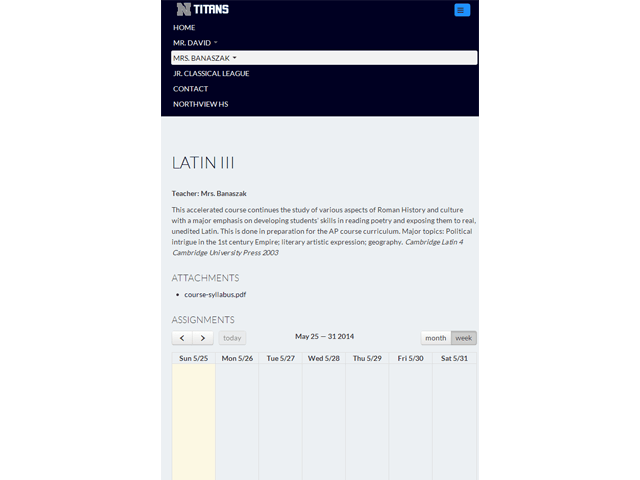 N TITANS
HOME
MR. DAVID
MRS. BANASZAK
JR. CLASSICAL LEAGUE
CONTACT
NORTHVIEW HS
LATIN III
Teacher: Mrs. Banaszak
This accelerated course continues the study of various aspects of Roman History and culture
with a major emphasis on developing students' skills in reading poetry and exposing them to real,
unedited Latin. This is done in preparation for the AP course curriculum. Major topics: Political
intrigue in the 1st century Empire; literary artistic expression; geography. Cambridge Latin 4
Cambridge University Press 2003
ATTACHMENTS
• course-syllabus.pdf
ASSIGNMENTS
today May 25 — 31 2014 month week
Sun 5/25 Mon 5/26 Tue 5/27 Wed 5/28 Thu 5/29 Fri 5/30 Sat 5/31